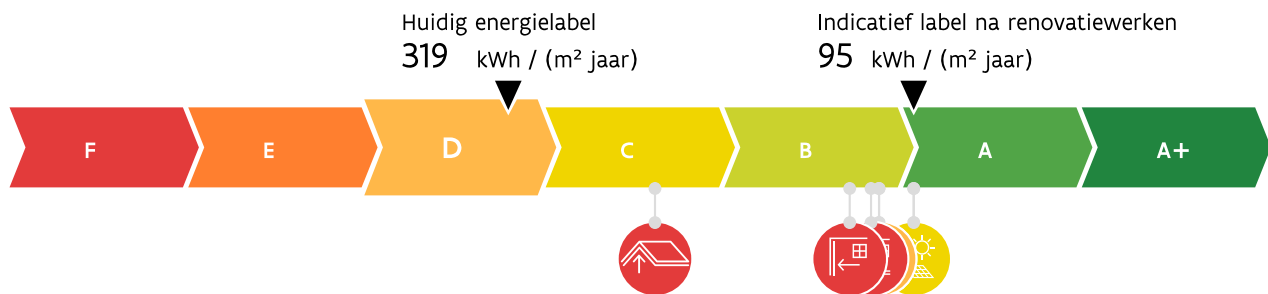 Huidig energielabel
319 kWh / (m² jaar)
Indicatief label na renovatiewerken
95 kWh / (m² jaar)
F E D C B A A+